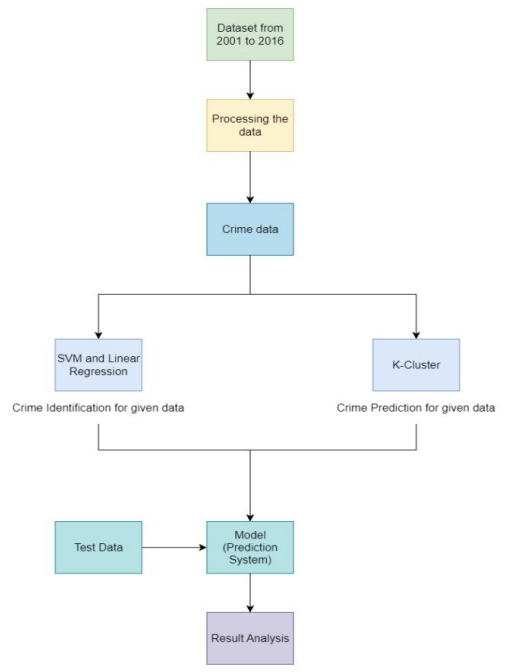 Dataset from
2001 to 2016
Processing the
data
Crime data
SVM and Linear
Regression
K-Cluster
Crime Identification for given data
Crime Prediction for given data
Test Data
Model
(Prediction
System)
Result Analysis